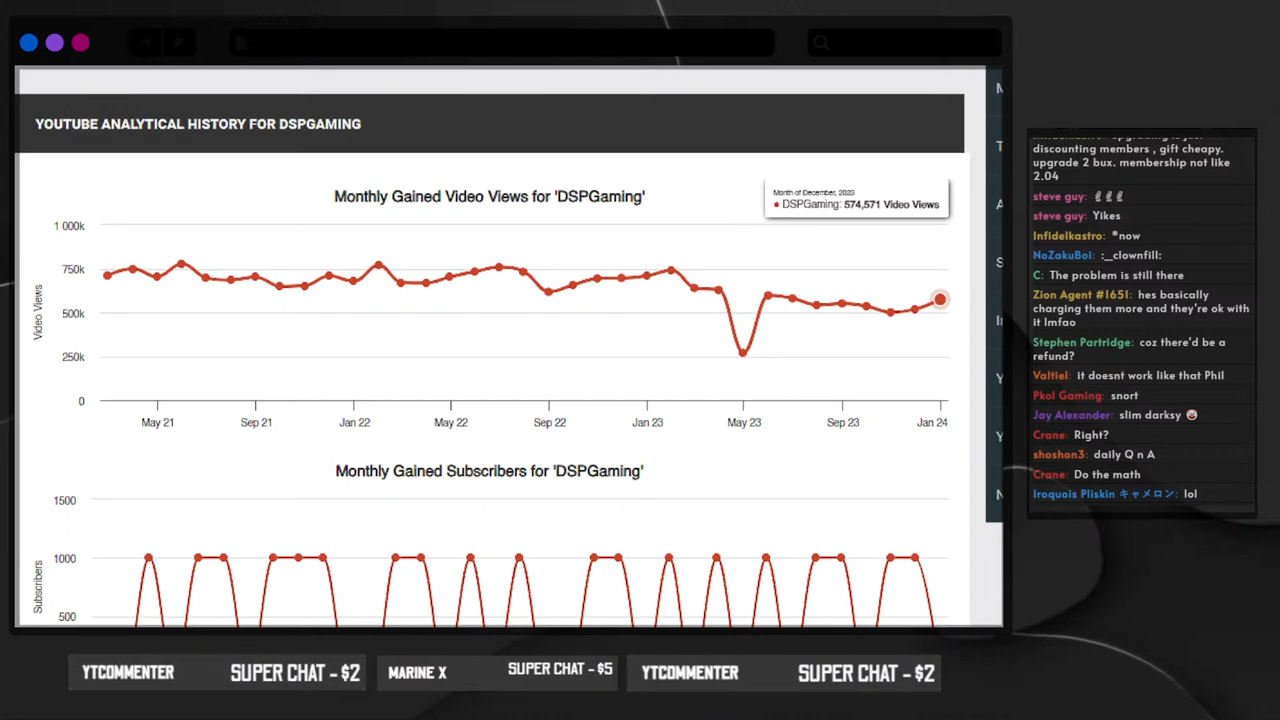 YOUTUBE ANALYTICAL HISTORY FOR DSPGAMING
Monthly Gained Video Views for 'DSPGaming'
Month of December, 2023
DSPGaming: 574,571 Video Views
1 000k
750k
500k
250k
0
Video Views
May 21
Sep 21
Jan 22
May 22
Sep 22
Jan 23
May 23
Sep 23
Jan 24
Monthly Gained Subscribers for 'DSPGaming'
1500
1000
500
Subscribers
M
T
A
S
In
Y
Y
N
discounting members , gift cheapy.
upgrade 2 bux. membership not like
2.04
steve guy:
steve guy: Yikes
Infidelkastro: *now
NoZakuBoi: :_clownfill:
C: The problem is still there
Zion Agent #1651: hes basically
charging them more and they're ok with
it lmfao
Stephen Partridge: coz there'd be a
refund?
Valtiel: it doesnt work like that Phil
Pkol Gaming: snort
Jay Alexander: slim darksy
Crane: Right?
shoshon3: daily Q n A
Crane: Do the math
Iroquois Pliskin キャメロン: lol
YTCOMMENTER SUPER CHAT - $2
MARINE X SUPER CHAT - $5
YTCOMMENTER SUPER CHAT - $2